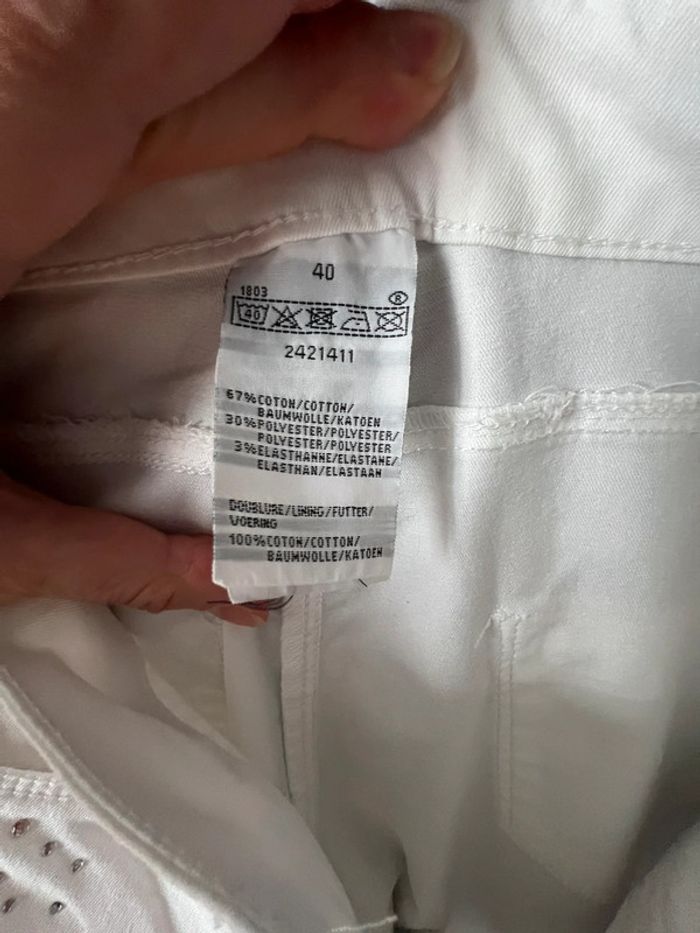 40
1803
®
40
2421411
67%COTON/COTTON/
BAUMWOLLE/KATOEN
30%POLYESTER/POLYESTER/
POLYESTER/POLYESTER
3%ELASTHANNE/ELASTANE/
ELASTHAN/ELASTAAN
DOUBLURE/LINING/FUTTER/
VOERING
100%COTON/COTTON/
BAUMWOLLE/KATOEN